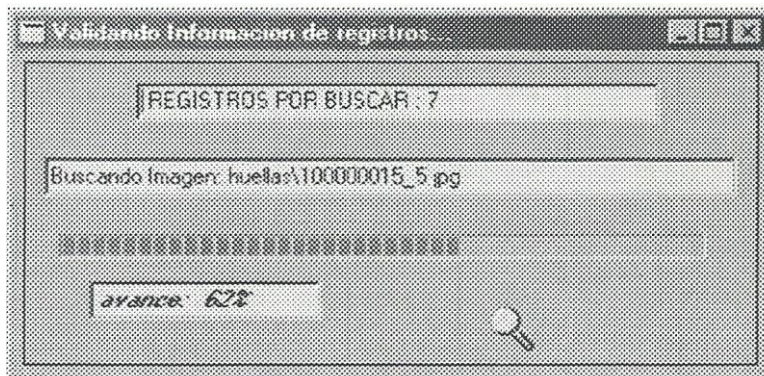 Validando Informacion de registros...
REGISTROS POR BUSCAR : 7
Buscando Imagen: huellas\100000015_5.jpg
avance: 62%